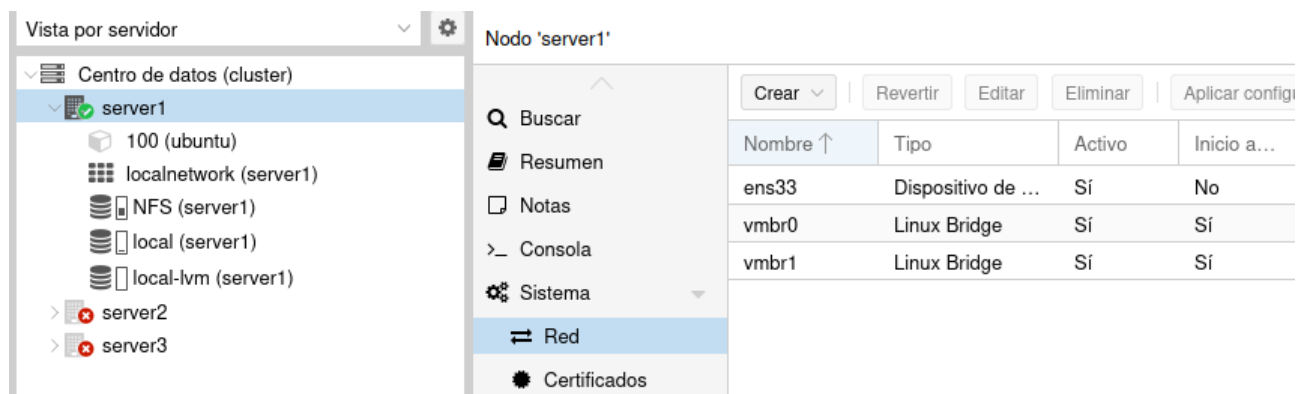 Vista por servidor
Centro de datos (cluster)
server1
100 (ubuntu)
localnetwork (server1)
NFS (server1)
local (server1)
local-lvm (server1)
server2
server3
Nodo 'server1'
Buscar
Resumen
Notas
Consola
Sistema
Red
Certificados
Crear Revertir Editar Eliminar Aplicar configu
Nombre Tipo Activo Inicio a...
ens33 Dispositivo de ... Sí No
vmbr0 Linux Bridge Sí Sí
vmbr1 Linux Bridge Sí Sí